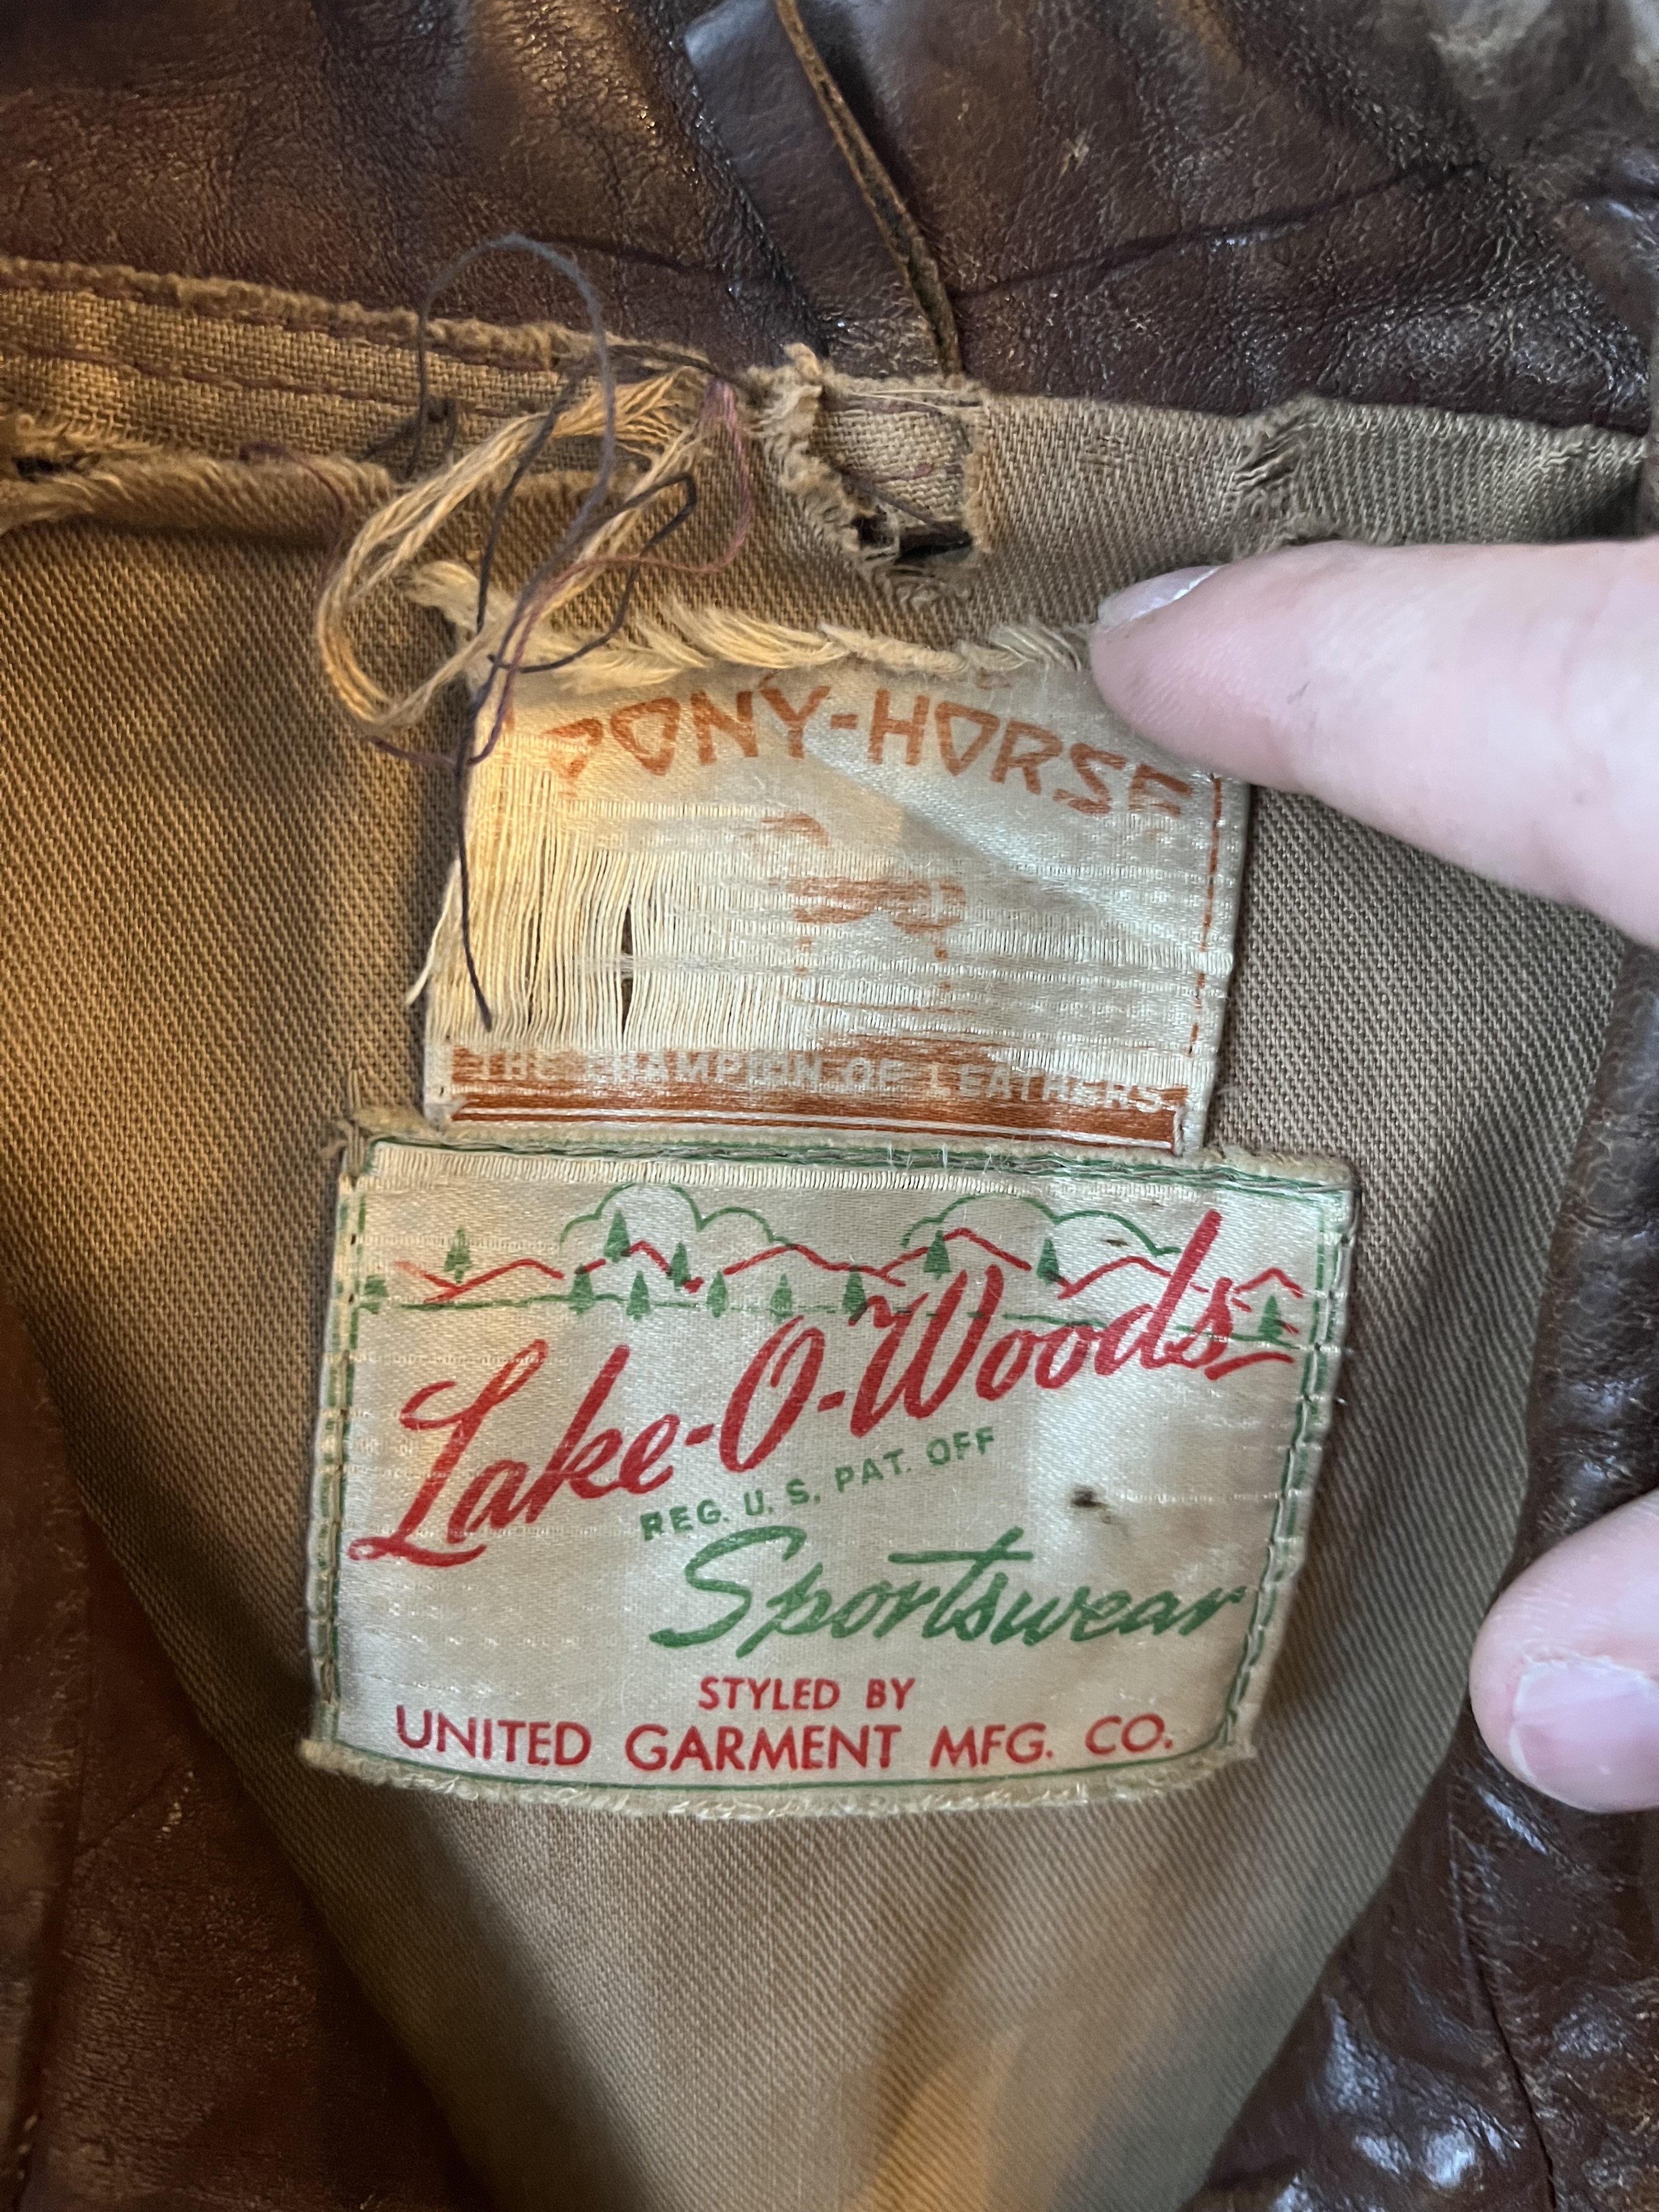 PONY-HORSE
THE CHAMPION OF LEATHERS
Lake-O-Woods
REG. U. S. PAT. OFF
Sportswear
STYLED BY
UNITED GARMENT MFG. CO.